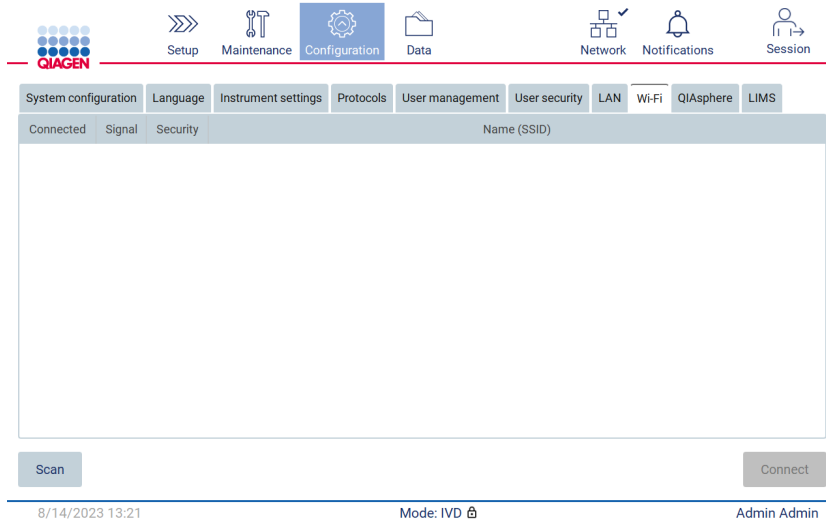 QIAGEN
Setup Maintenance Configuration Data Network Notifications Session
System configuration Language Instrument settings Protocols User management User security LAN Wi-Fi QIAsphere LIMS
Connected Signal Security Name (SSID)
Scan Connect
8/14/2023 13:21 Mode: IVD Admin Admin